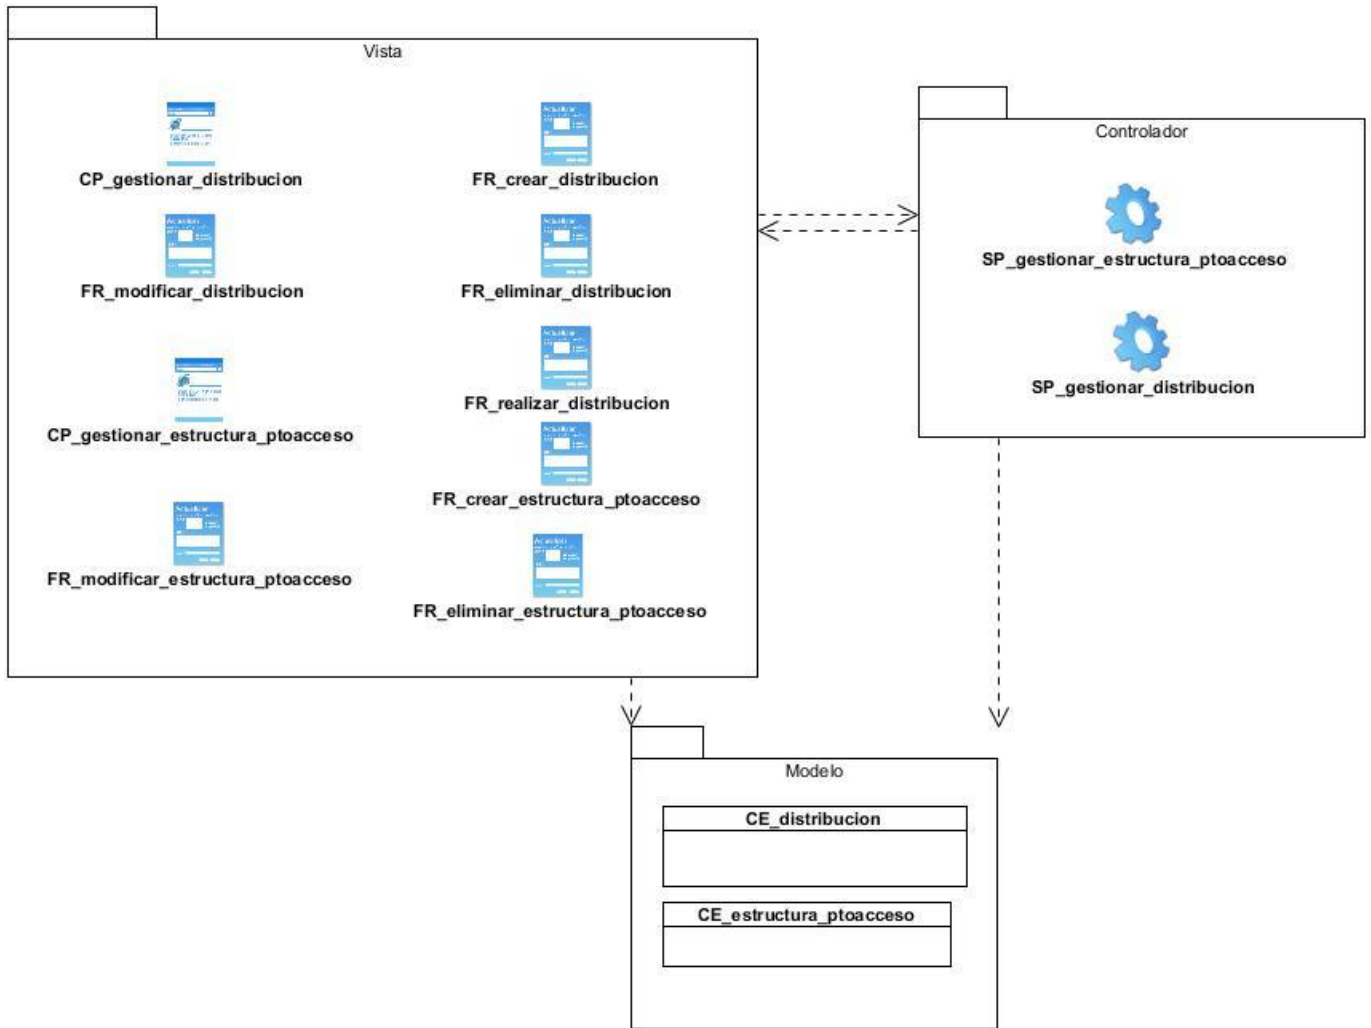 Vista
CP_gestionar_distribucion
FR_crear_distribucion
FR_modificar_distribucion
FR_eliminar_distribucion
FR_realizar_distribucion
CP_gestionar_estructura_ptoacceso
FR_crear_estructura_ptoacceso
FR_modificar_estructura_ptoacceso
FR_eliminar_estructura_ptoacceso
Controlador
SP_gestionar_estructura_ptoacceso
SP_gestionar_distribucion
Modelo
CE_distribucion
CE_estructura_ptoacceso